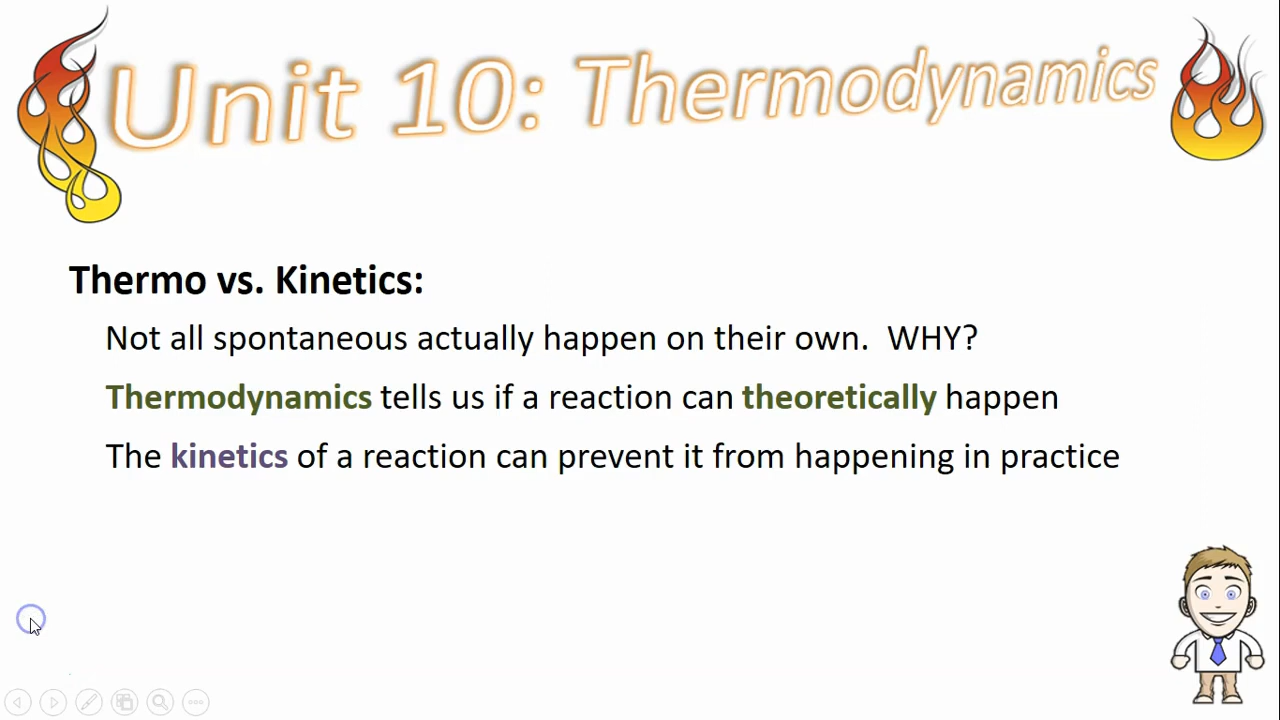 Unit 10: Thermodynamics
Thermo vs. Kinetics:
Not all spontaneous actually happen on their own. WHY?
Thermodynamics tells us if a reaction can theoretically happen
The kinetics of a reaction can prevent it from happening in practice